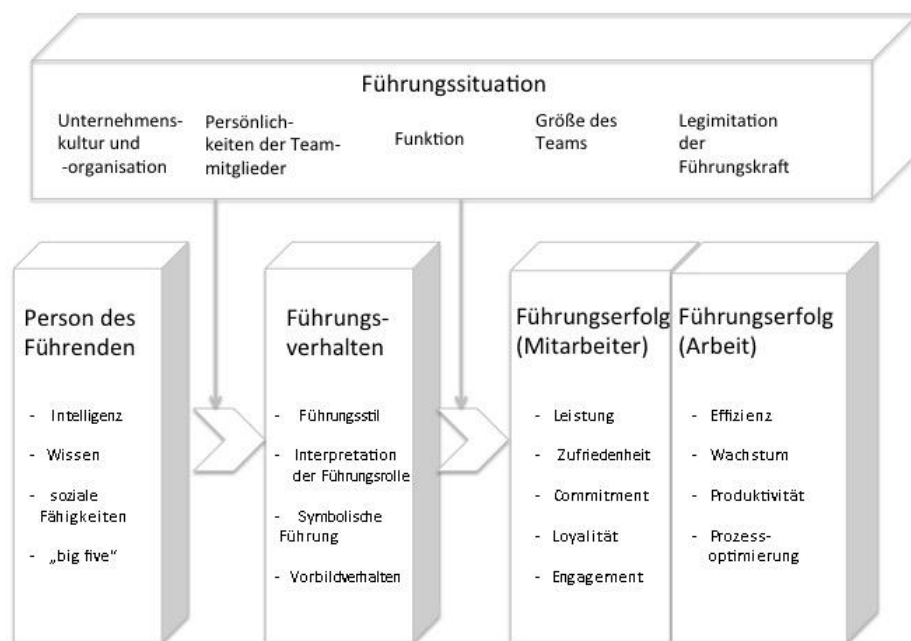 Führungssituation
Unternehmens-
kultur und
-organisation
Persönlich-
keiten der Team-
mitglieder
Funktion
Größe des
Teams
Legimitation
der
Führungskraft
Person des
Führenden
- Intelligenz
- Wissen
- soziale
Fähigkeiten
- „big five“
Führungs-
verhalten
- Führungsstil
- Interpretation
der Führungsrolle
- Symbolische
Führung
- Vorbildverhalten
Führungserfolg
(Mitarbeiter)
- Leistung
- Zufriedenheit
- Commitment
- Loyalität
- Engagement
Führungserfolg
(Arbeit)
- Effizienz
- Wachstum
- Produktivität
- Prozess-
optimierung